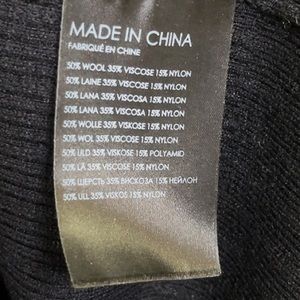 MADE IN CHINA
FABRIQUÉ EN CHINE
50% WOOL 35% VISCOSE 15% NYLON
50% LAINE 35% VISCOSE 15% NYLON
50% LANA 35% VISCOSA 15% NYLON
50% LANA 35% VISCOSA 15% NYLON
50% WOLLE 35% VISKOSE 15% NYLON
50% WOL 35% VISCOSE 15% NYLON
50% ULD 35% VISKOSE 15% POLYAMID
50% LÃ 35% VISCOSE 15% NYLON
50% ШЕРСТЬ 35% ВИСКОЗА 15% НЕЙЛОН
50% ULL 35% VISKOS 15% NYLON